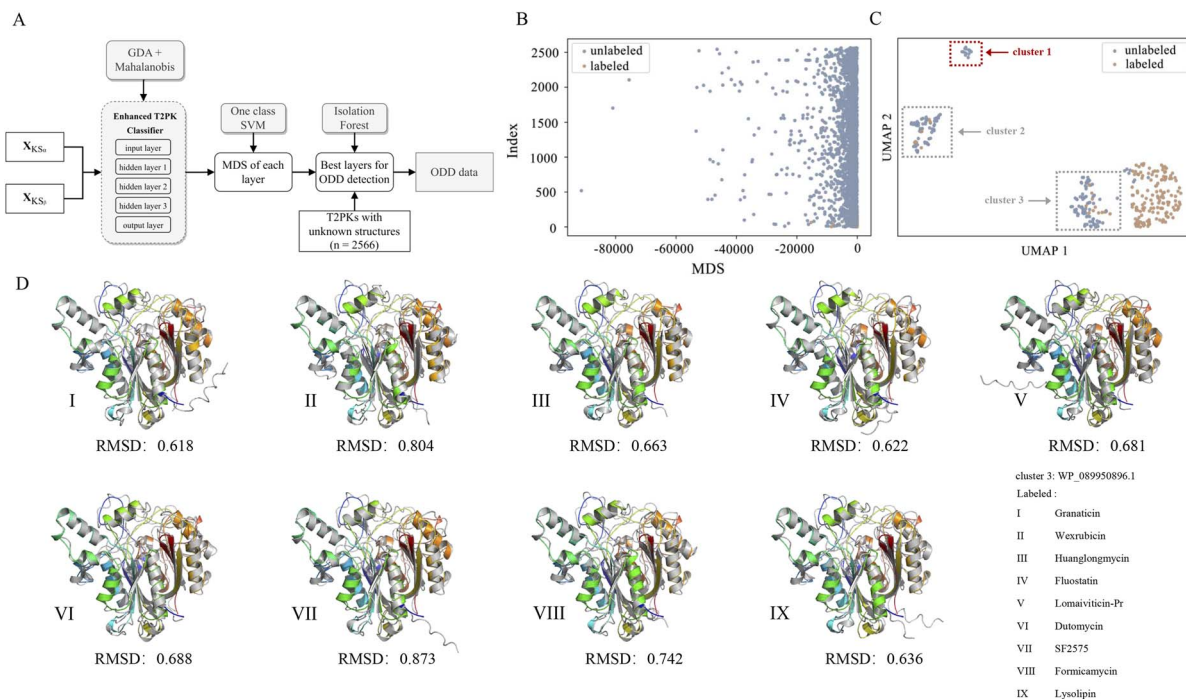 A
GDA +
Mahalanobis
Enhanced T2PK
Classifier
input layer
hidden layer 1
hidden layer 2
hidden layer 3
output layer
X KSα
X KSβ
One class
SVM
MDS of each
layer
Isolation
Forest
Best layers for
ODD detection
T2PKs with
unknown structures
(n = 2566)
ODD data
B
unlabeled
labeled
Index
2500
2000
1500
1000
500
0
-80000 -60000 -40000 -20000 0
MDS
C
unlabeled
labeled
cluster 1
cluster 2
cluster 3
UMAP 2
UMAP 1
D
I
RMSD: 0.618
II
RMSD: 0.804
III
RMSD: 0.663
IV
RMSD: 0.622
V
RMSD: 0.681
VI
RMSD: 0.688
VII
RMSD: 0.873
VIII
RMSD: 0.742
IX
RMSD: 0.636
cluster 3: WP_089950896.1
Labeled :
I Granaticin
II Wexrubicin
III Huanglongmycin
IV Fluostatin
V Lomaiviticin-Pr
VI Dutomycin
VII SF2575
VIII Formicamycin
IX Lysolipin